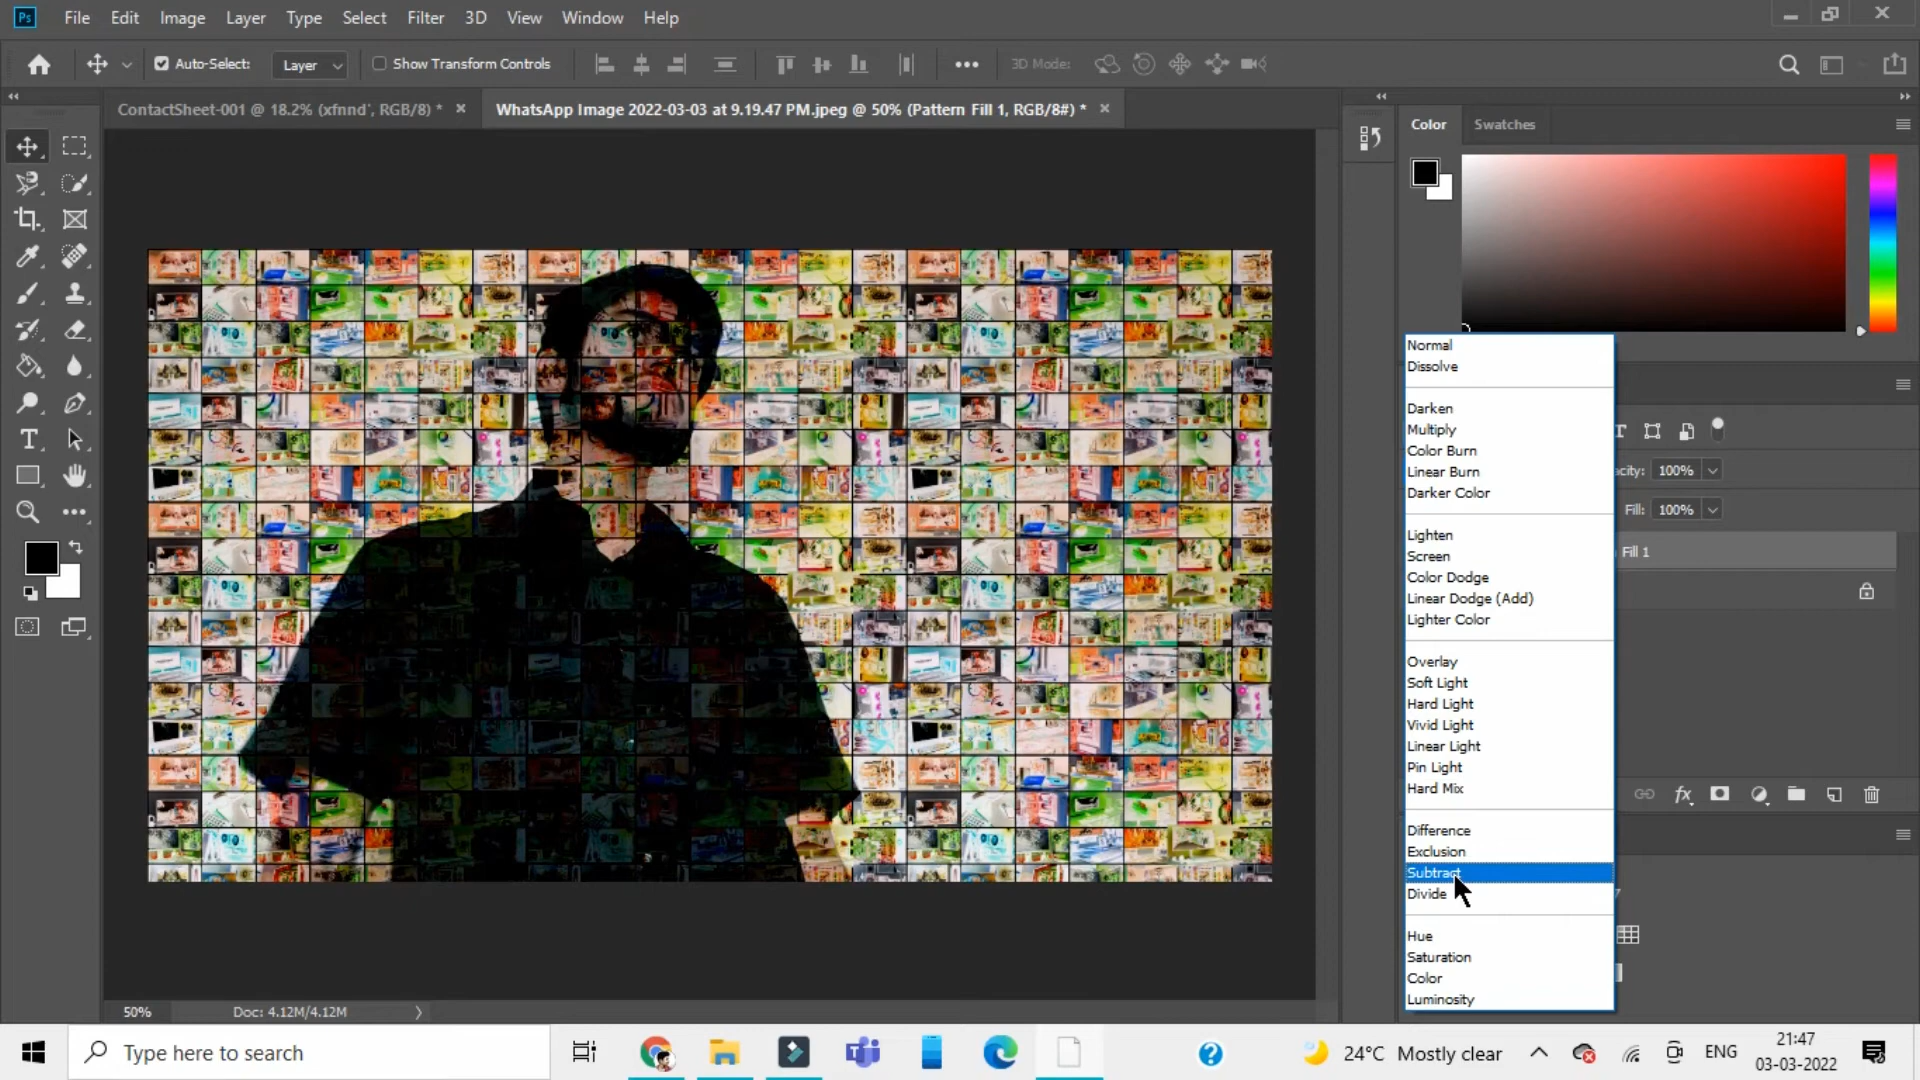 Ps File Edit Image Layer Type Select Filter 3D View Window Help
Auto-Select: Layer Show Transform Controls 3D Mode:
ContactSheet-001 @ 18.2% (xfnnd`, RGB/8) * WhatsApp Image 2022-03-03 at 9.19.47 PM.jpeg @ 50% (Pattern Fill 1, RGB/8#) *
Color Swatches
Normal
Dissolve
Darken
Multiply
Color Burn
Linear Burn
Darker Color
Lighten
Screen
Color Dodge
Linear Dodge (Add)
Lighter Color
Overlay
Soft Light
Hard Light
Vivid Light
Linear Light
Pin Light
Hard Mix
Difference
Exclusion
Subtract
Divide
Hue
Saturation
Color
Luminosity
acity: 100%
Fill: 100%
Fill 1
fx
50% Doc: 4.12M/4.12M
Type here to search
24°C Mostly clear
ENG
21:47
03-03-2022